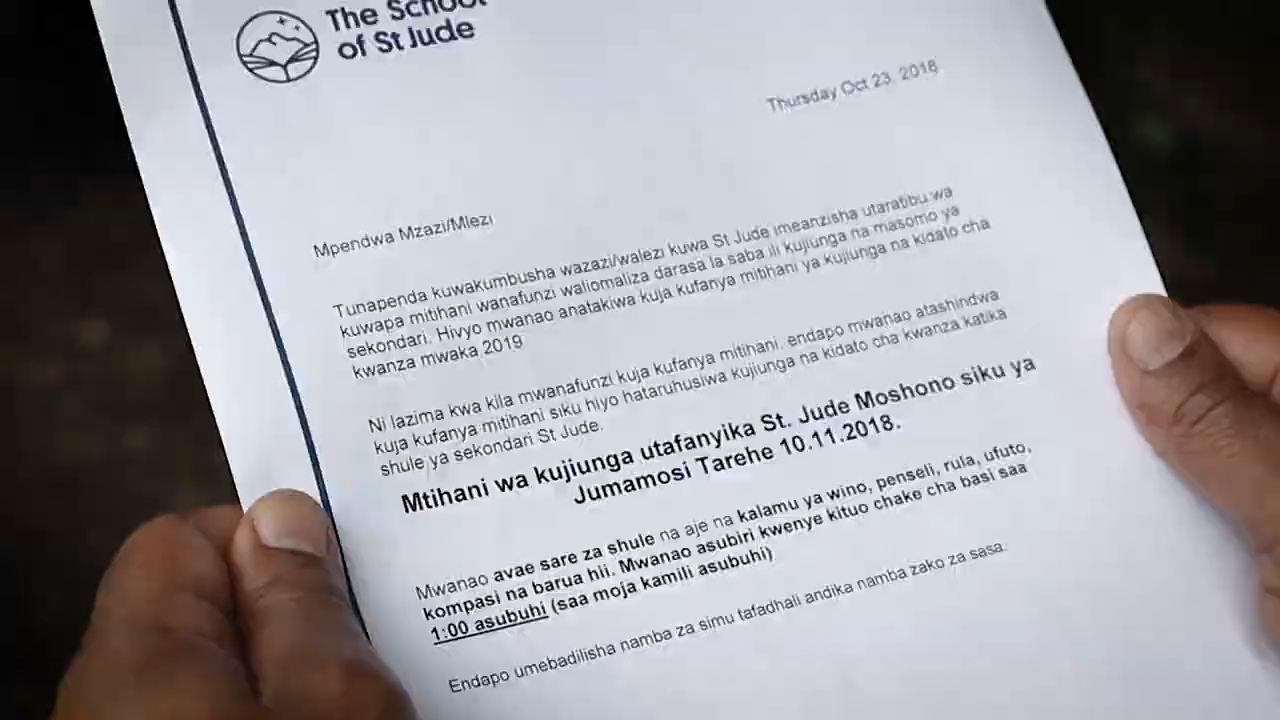 The School
of St Jude
Thursday Oct 23, 2018
Mpendwa Mzazi/Mlezi
Tunapenda kuwakumbusha wazazi/walezi kuwa St Jude imeanzisha utaratibu wa
kuwapa mitihani wanafunzi waliomaliza darasa la saba ili kujiunga na masomo ya
sekondari. Hivyo mwanao anatakiwa kuja kufanya mitihani ya kujiunga na kidato cha
kwanza mwaka 2019
Ni lazima kwa kila mwanafunzi kuja kufanya mitihani, endapo mwanao atashindwa
kuja kufanya mitihani siku hiyo hataruhusiwa kujiunga na kidato cha kwanza katika
shule ya sekondari St Jude.
Mtihani wa kujiunga utafanyika St. Jude Moshono siku ya
Jumamosi Tarehe 10.11.2018.
Mwanao avae sare za shule na aje na kalamu ya wino, penseli, rula, ufuto,
kompasi na barua hii. Mwanao asubiri kwenye kituo chake cha basi saa
1:00 asubuhi (saa moja kamili asubuhi)
Endapo umebadilisha namba za simu tafadhali andika namba zako za sasa: